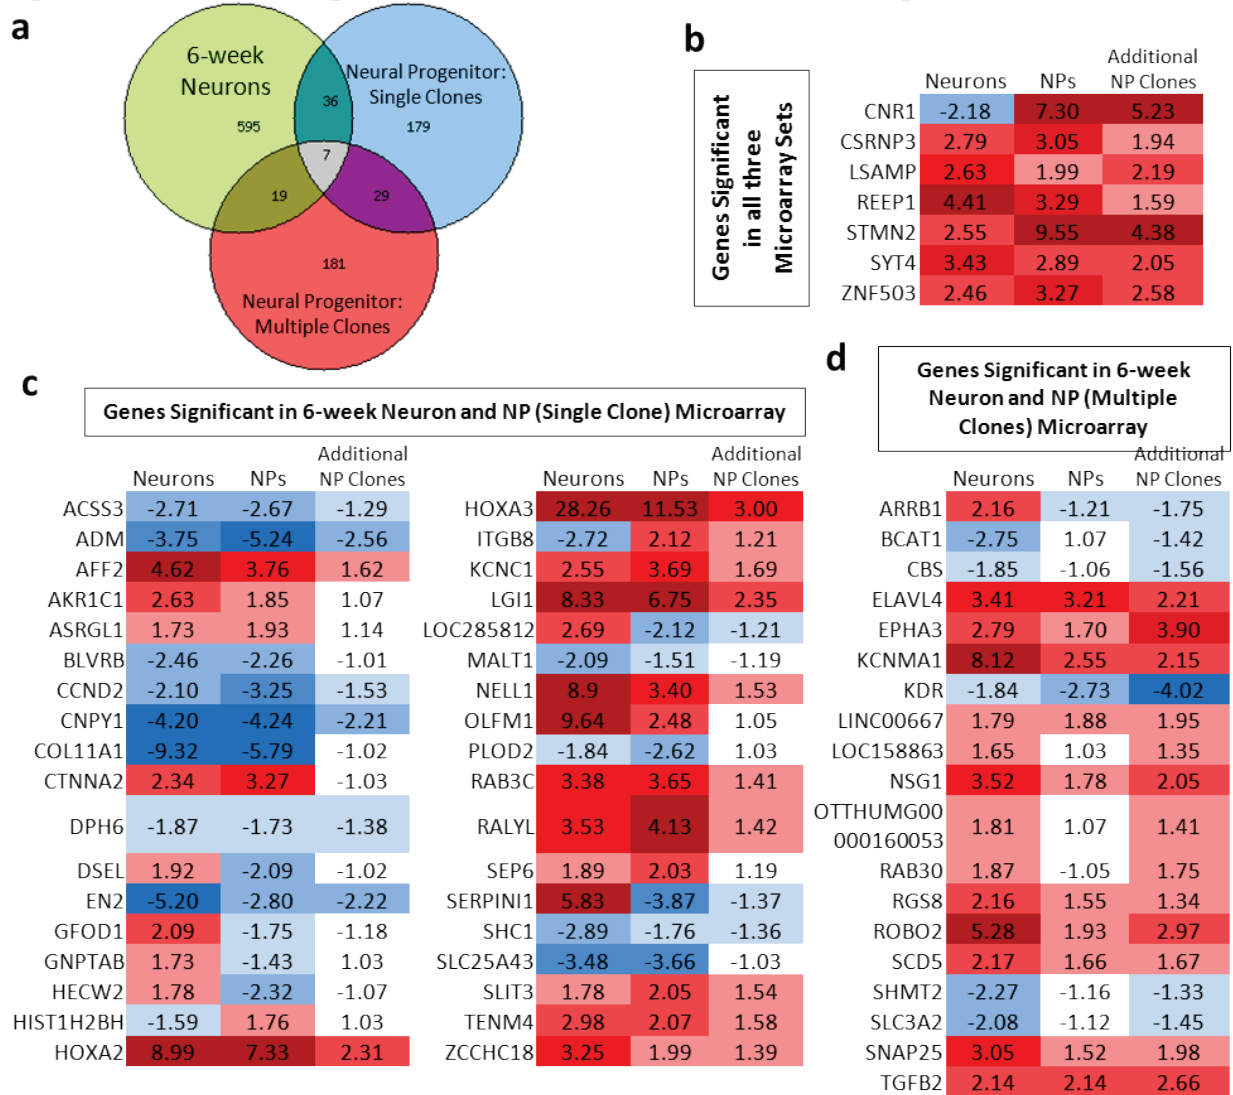 a
6-week
Neurons
595
36
Neural Progenitor:
Single Clones
179
7
19
29
181
Neural Progenitor:
Multiple Clones
b
Genes Significant
in all three
Microarray Sets
Additional
Neurons NPs NP Clones
CNR1 -2.18 7.30 5.23
CSRNP3 2.79 3.05 1.94
LSAMP 2.63 1.99 2.19
REEP1 4.41 3.29 1.59
STMN2 2.55 9.55 4.38
SYT4 3.43 2.89 2.05
ZNF503 2.46 3.27 2.58
c
Genes Significant in 6-week Neuron and NP (Single Clone) Microarray
Additional
Neurons NPs NP Clones
ACSS3 -2.71 -2.67 -1.29
ADM -3.75 -5.24 -2.56
AFF2 4.62 3.76 1.62
AKR1C1 2.63 1.85 1.07
ASRGL1 1.73 1.93 1.14
BLVRB -2.46 -2.26 -1.01
CCND2 -2.10 -3.25 -1.53
CNPY1 -4.20 -4.24 -2.21
COL11A1 -9.32 -5.79 -1.02
CTNNA2 2.34 3.27 -1.03
DPH6 -1.87 -1.73 -1.38
DSEL 1.92 -2.09 -1.02
EN2 -5.20 -2.80 -2.22
GFOD1 2.09 -1.75 -1.18
GNPTAB 1.73 -1.43 1.03
HECW2 1.78 -2.32 -1.07
HIST1H2BH -1.59 1.76 1.03
HOXA2 8.99 7.33 2.31
Additional
Neurons NPs NP Clones
HOXA3 28.26 11.53 3.00
ITGB8 -2.72 2.12 1.21
KCNC1 2.55 3.69 1.69
LGI1 8.33 6.75 2.35
LOC285812 2.69 -2.12 -1.21
MALT1 -2.09 -1.51 -1.19
NELL1 8.9 3.40 1.53
OLFM1 9.64 2.48 1.05
PLOD2 -1.84 -2.62 1.03
RAB3C 3.38 3.65 1.41
RALYL 3.53 4.13 1.42
SEP6 1.89 2.03 1.19
SERPINI1 5.83 -3.87 -1.37
SHC1 -2.89 -1.76 -1.36
SLC25A43 -3.48 -3.66 -1.03
SLIT3 1.78 2.05 1.54
TENM4 2.98 2.07 1.58
ZCCHC18 3.25 1.99 1.39
d
Genes Significant in 6-week
Neuron and NP (Multiple
Clones) Microarray
Additional
Neurons NPs NP Clones
ARRB1 2.16 -1.21 -1.75
BCAT1 -2.75 1.07 -1.42
CBS -1.85 -1.06 -1.56
ELAVL4 3.41 3.21 2.21
EPHA3 2.79 1.70 3.90
KCNMA1 8.12 2.55 2.15
KDR -1.84 -2.73 -4.02
LINC00667 1.79 1.88 1.95
LOC158863 1.65 1.03 1.35
NSG1 3.52 1.78 2.05
OTTHUMG00
000160053 1.81 1.07 1.41
RAB30 1.87 -1.05 1.75
RGS8 2.16 1.55 1.34
ROBO2 5.28 1.93 2.97
SCD5 2.17 1.66 1.67
SHMT2 -2.27 -1.16 -1.33
SLC3A2 -2.08 -1.12 -1.45
SNAP25 3.05 1.52 1.98
TGFB2 2.14 2.14 2.66